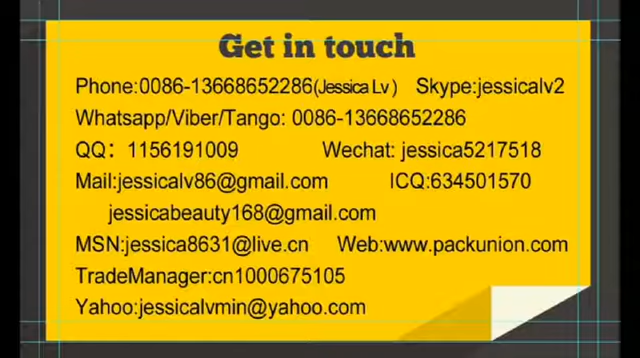 Get in touch
Phone:0086-13668652286(Jessica Lv ) Skype:jessicalv2
Whatsapp/Viber/Tango: 0086-13668652286
QQ：1156191009 Wechat: jessica5217518
Mail:jessicalv86@gmail.com ICQ:634501570
jessicabeauty168@gmail.com
MSN:jessica8631@live.cn Web:www.packunion.com
TradeManager:cn1000675105
Yahoo:jessicalvmin@yahoo.com